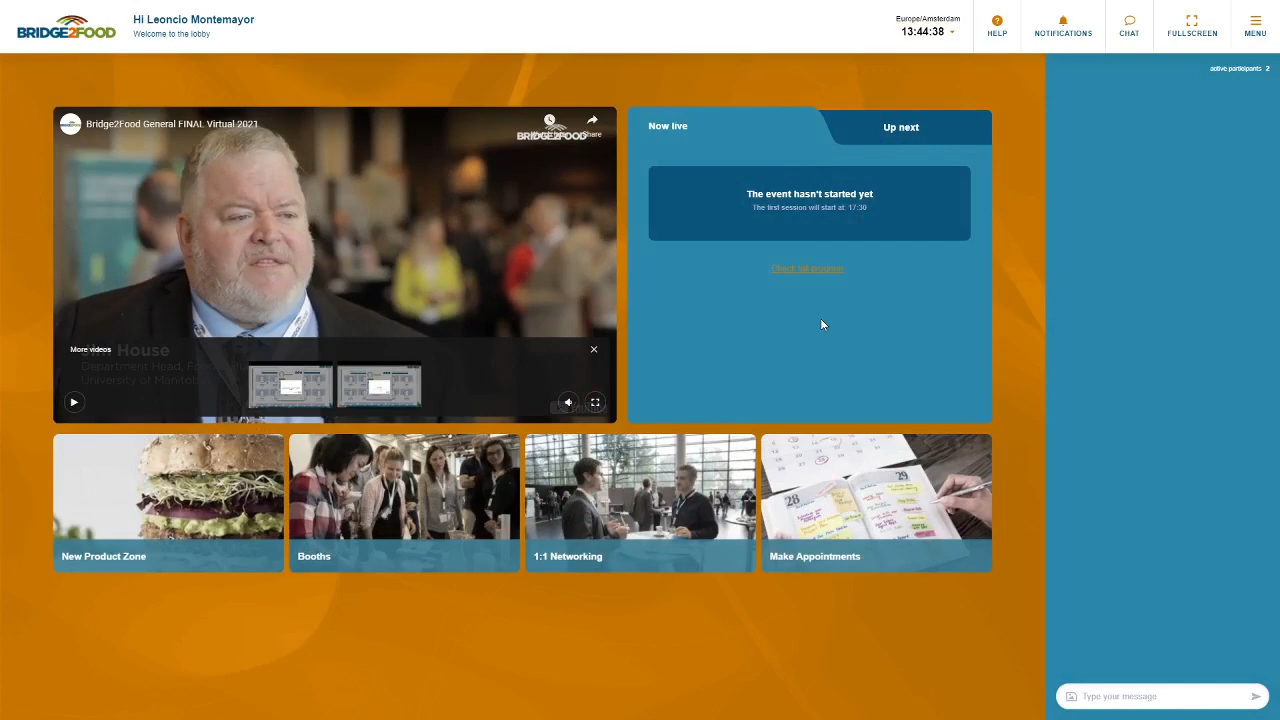 BRIDGE2FOOD
Hi Leoncio Montemayor
Welcome to the lobby
Europe/Amsterdam
13:44:38
HELP
NOTIFICATIONS
CHAT
FULLSCREEN
MENU
active participants 2
Bridge2Food General FINAL Virtual 2021
BRIDGE2FOOD
Share
Now live
Up next
The event hasn't started yet
The first session will start at: 17:30
Check full program
More videos
Jim House
Department Head, Fo
University of Manitob
New Product Zone
Booths
1:1 Networking
Make Appointments
28
29
Type your message